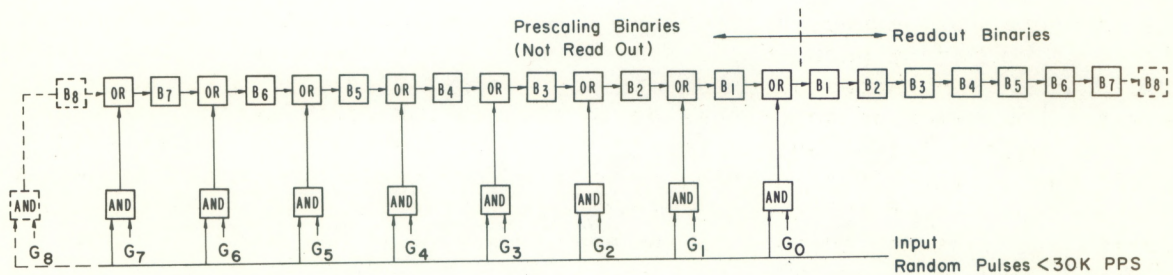 Prescaling Binaries
(Not Read Out)
Readout Binaries
B8 OR B7 OR B6 OR B5 OR B4 OR B3 OR B2 OR B1 OR B1 B2 B3 B4 B5 B6 B7 B8
AND AND AND AND AND AND AND AND AND
G8 G7 G6 G5 G4 G3 G2 G1 G0
Input
Random Pulses <30K PPS